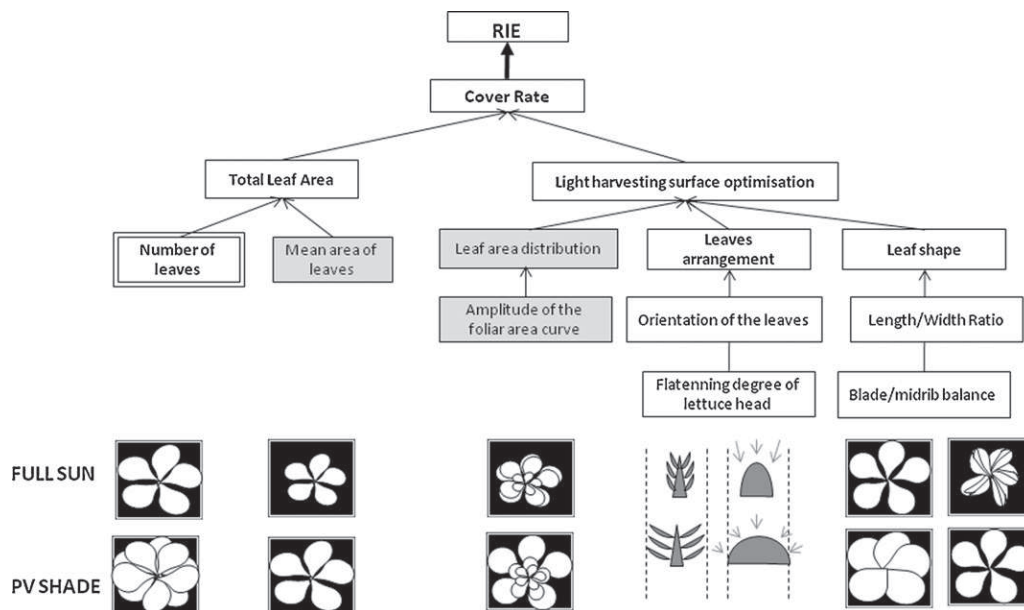 RIE
Cover Rate
Total Leaf Area
Light harvesting surface optimisation
Number of
leaves
Mean area of
leaves
Leaf area distribution
Leaves
arrangement
Leaf shape
Amplitude of the
foliar area curve
Orientation of the leaves
Length/Width Ratio
Flatenning degree of
lettuce head
Blade/midrib balance
FULL SUN
PV SHADE